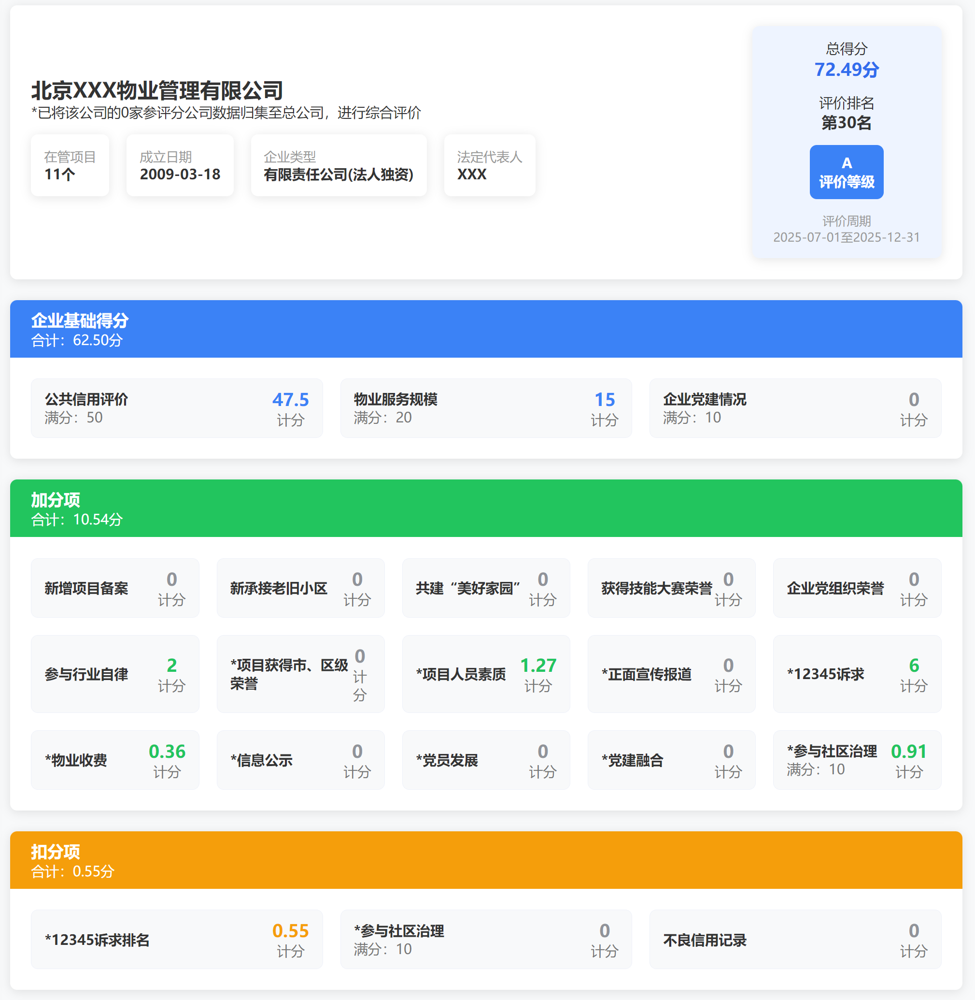 北京XXX物业管理有限公司
*已将该公司的0家参评分公司数据归集至总公司，进行综合评价
在管项目
11个
成立日期
2009-03-18
企业类型
有限责任公司(法人独资)
法定代表人
XXX
总得分
72.49分
评价排名
第30名
A
评价等级
评价周期
2025-07-01至2025-12-31
企业基础得分
合计：62.50分
公共信用评价
满分：50
47.5
计分
物业服务规模
满分：20
15
计分
企业党建情况
满分：10
0
计分
加分项
合计：10.54分
新增项目备案
0
计分
新承接老旧小区
0
计分
共建“美好家园”
0
计分
获得技能大赛荣誉
0
计分
企业党组织荣誉
0
计分
参与行业自律
2
计分
*项目获得市、区级
荣誉
0
计
分
*项目人员素质
1.27
计分
*正面宣传报道
0
计分
*12345诉求
6
计分
*物业收费
0.36
计分
*信息公示
0
计分
*党员发展
0
计分
*党建融合
0
计分
*参与社区治理
满分：10
0.91
计分
扣分项
合计：0.55分
*12345诉求排名
0.55
计分
*参与社区治理
满分：10
0
计分
不良信用记录
0
计分